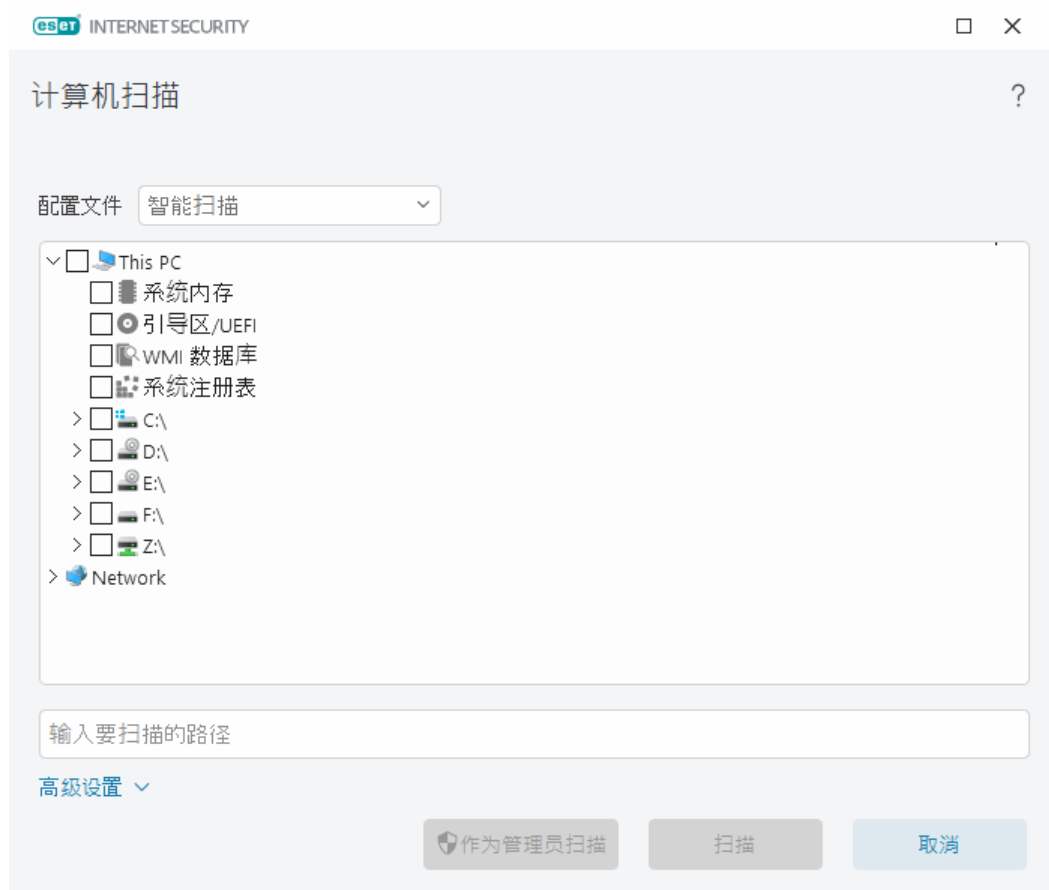 eset INTERNET SECURITY
计算机扫描
?
配置文件 智能扫描
This PC
系统内存
引导区/UEFI
WMI 数据库
系统注册表
C:\
D:\
E:\
F:\
Z:\
Network
输入要扫描的路径
高级设置
作为管理员扫描 扫描 取消